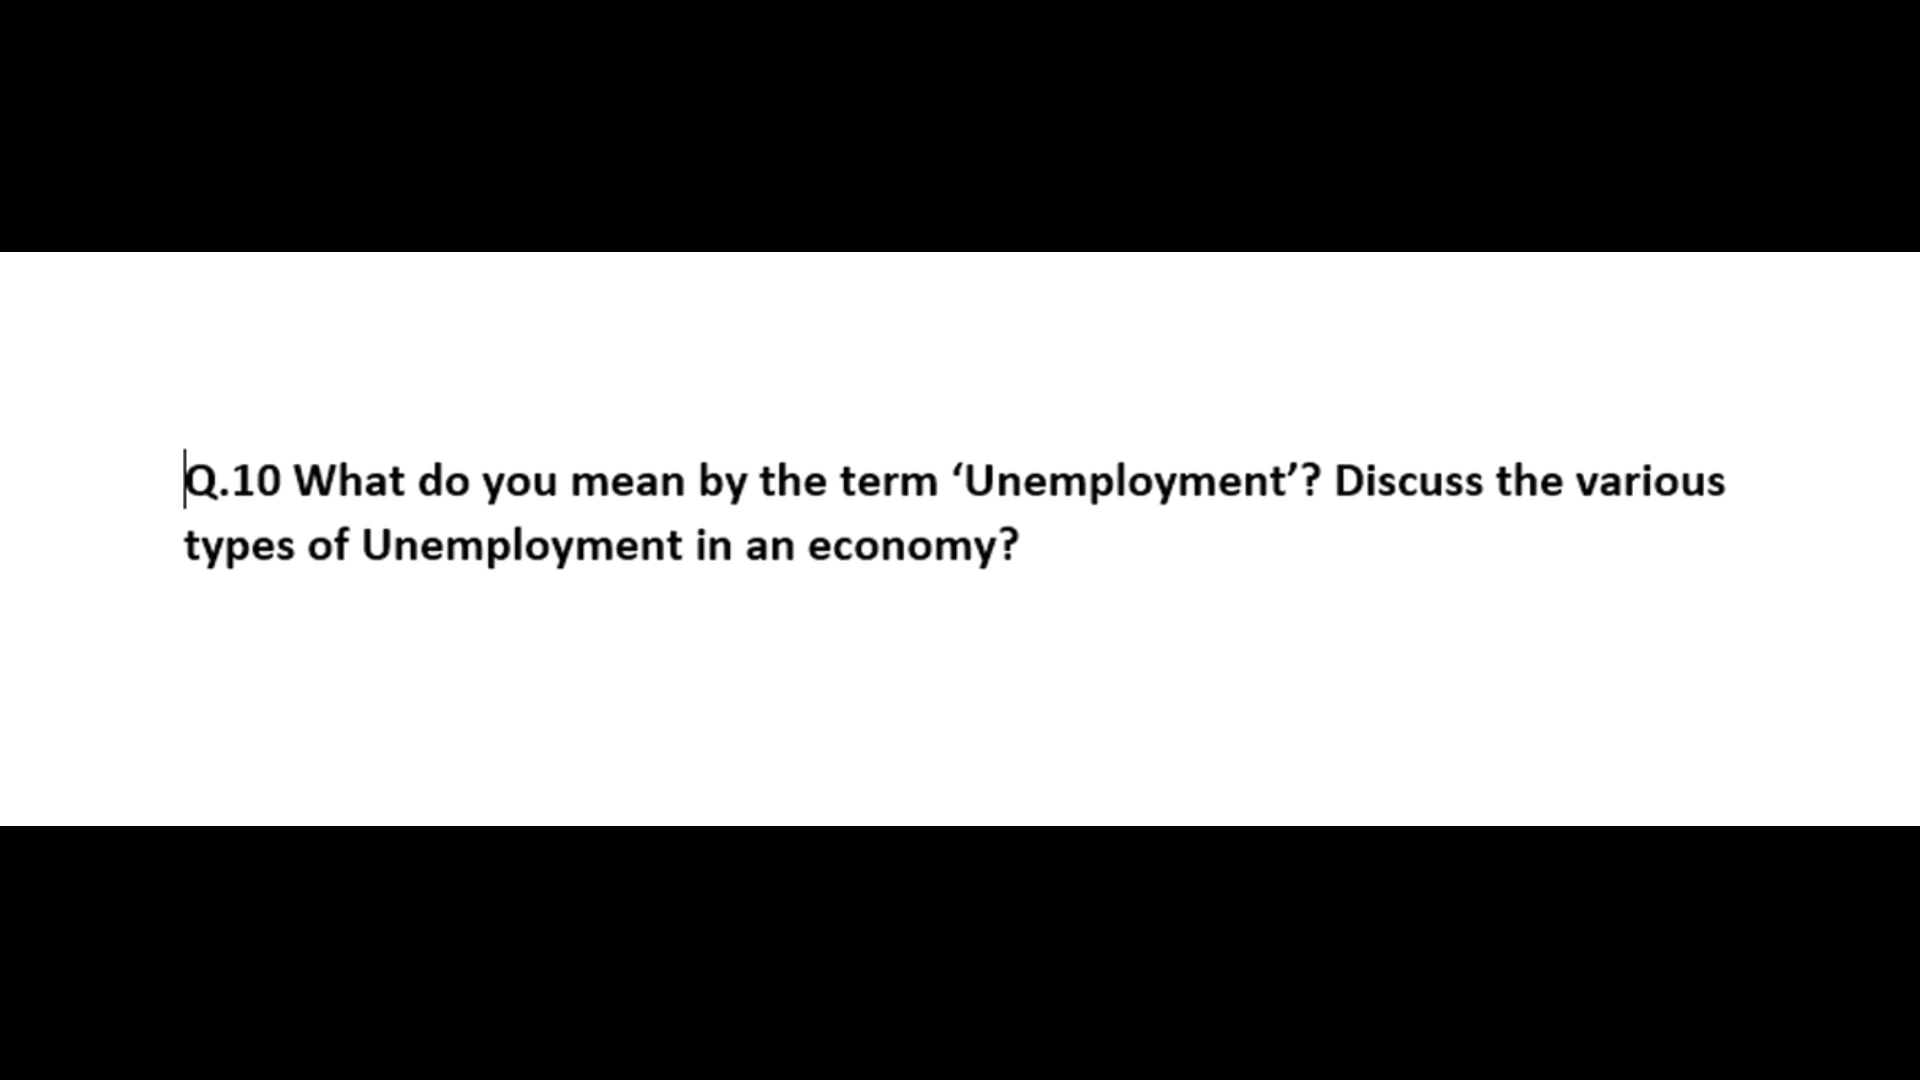 Q.10 What do you mean by the term ‘Unemployment’? Discuss the various
types of Unemployment in an economy?